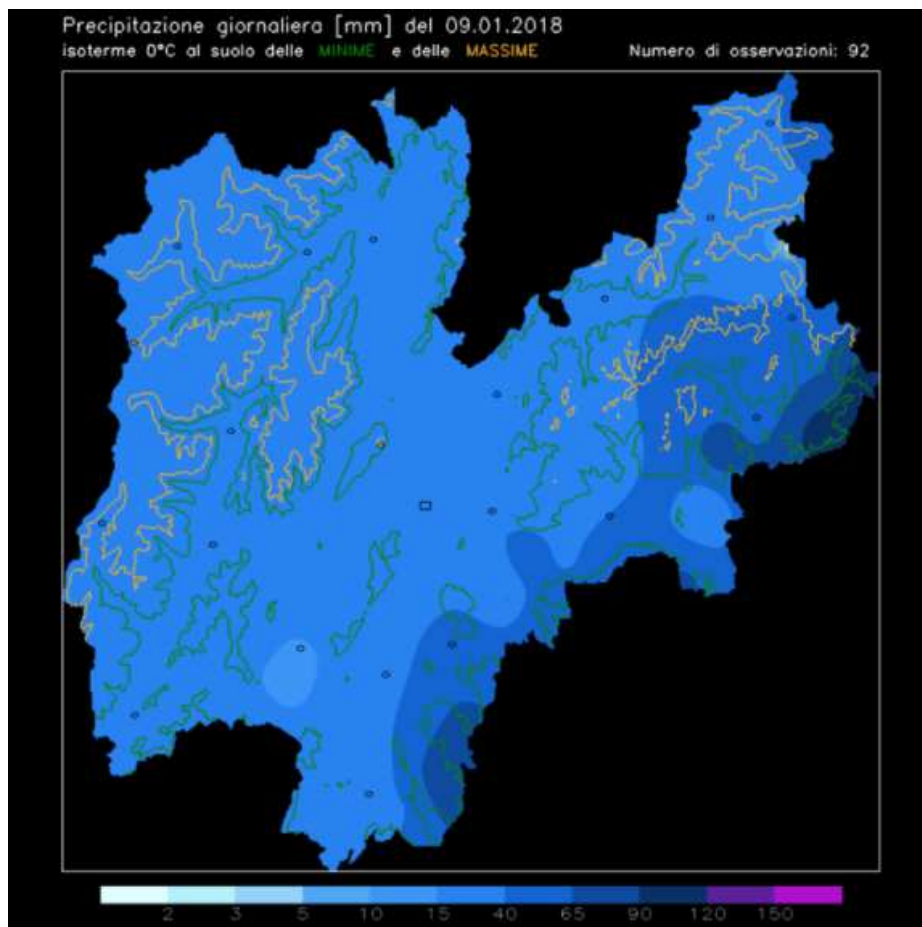 Precipitazione giornaliera [mm] del 09.01.2018
isoterme 0°C al suolo delle MINIME e delle MASSIME Numero di osservazioni: 92
2 3 5 10 15 40 65 90 120 150